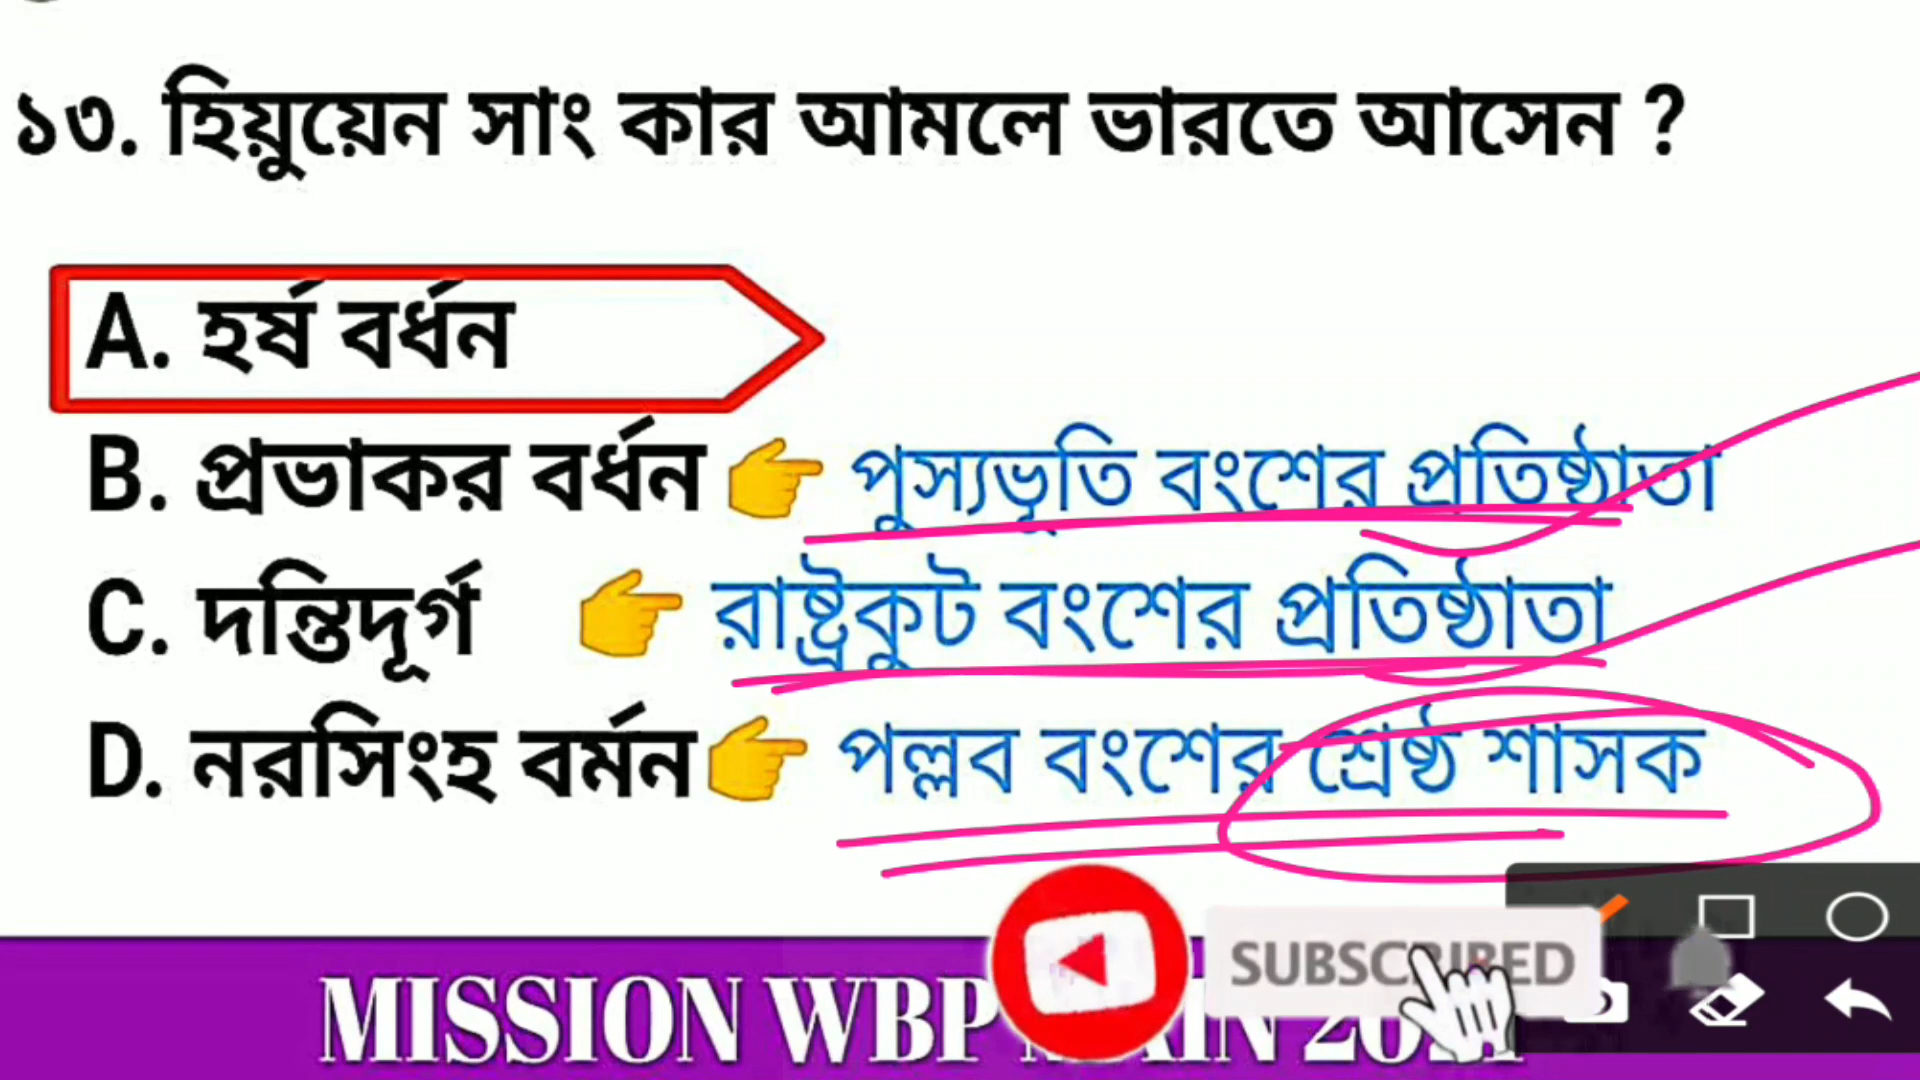 ১৩. হিয়ুয়েন সাং কার আমলে ভারতে আসেন ?
A. হর্ষ বর্ধন
B. প্রভাকর বর্ধন 👉 পুস্যভূতি বংশের প্রতিষ্ঠাতা
C. দন্তিদূর্গ 👉 রাষ্ট্রকুট বংশের প্রতিষ্ঠাতা
D. নরসিংহ বর্মন 👉 পল্লব বংশের শ্রেষ্ঠ শাসক
SUBSCRIBED
MISSION WBP